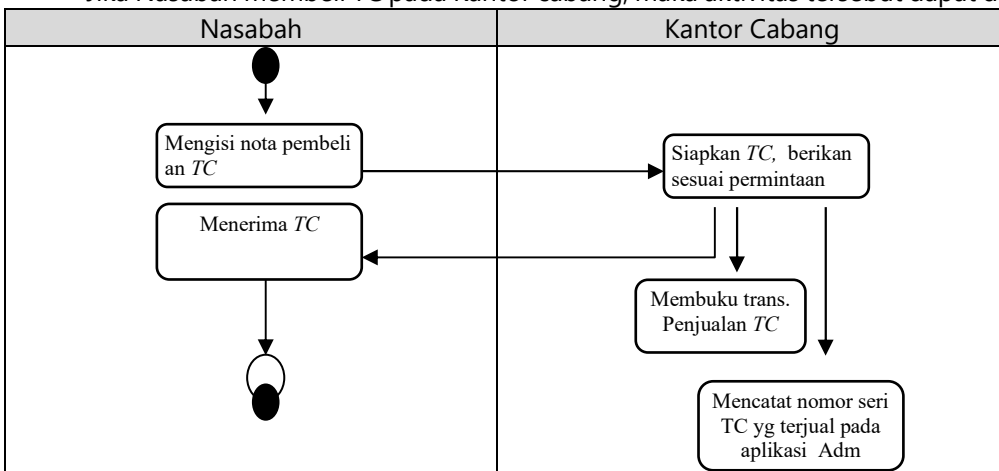 Jika Nasabah membeli TC pada Kantor cabang, maka aktivitas tersebut dapat
Nasabah
Kantor Cabang
Mengisi nota pembeli
an TC
Siapkan TC, berikan
sesuai permintaan
Menerima TC
Membuku trans.
Penjualan TC
Mencatat nomor seri
TC yg terjual pada
aplikasi Adm